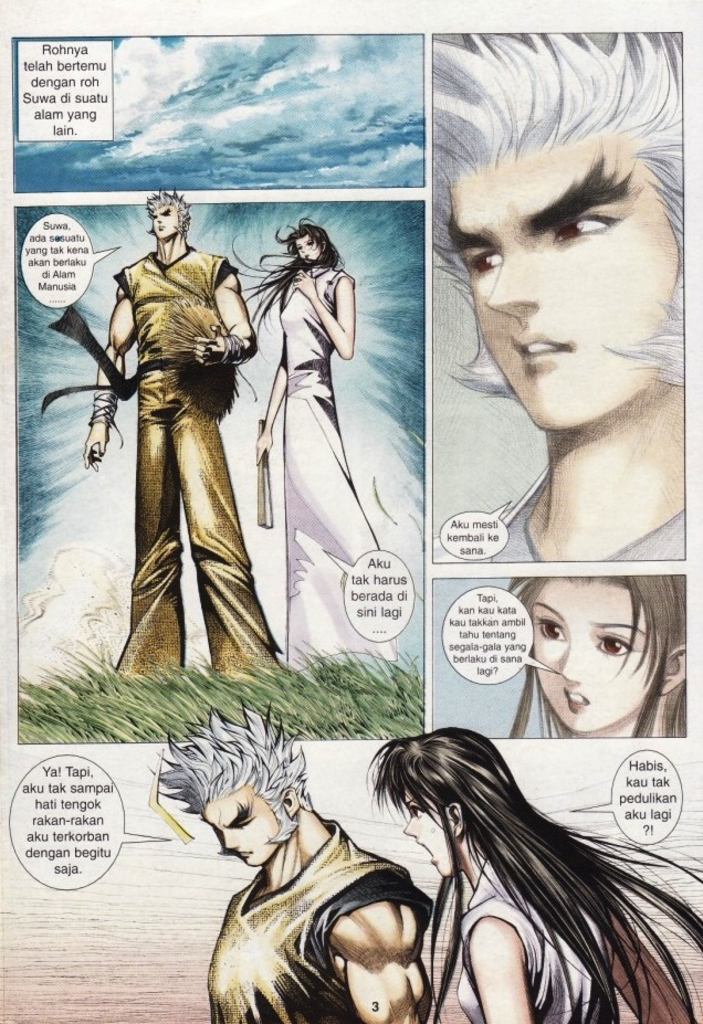 Rohnya
telah bertemu
dengan roh
Suwa di suatu
alam yang
lain.
Suwa,
ada sesuatu
yang tak kena
akan berlaku
di Alam
Manusia
......
Aku
tak harus
berada di
sini lagi
....
Aku mesti
kembali ke
sana.
Tapi,
kan kau kata
kau takkan ambil
tahu tentang
segala-gala yang
berlaku di sana
lagi?
Ya! Tapi,
aku tak sampai
hati tengok
rakan-rakan
aku terkorban
dengan begitu
saja.
Habis,
kau tak
pedulikan
aku lagi
?!
3